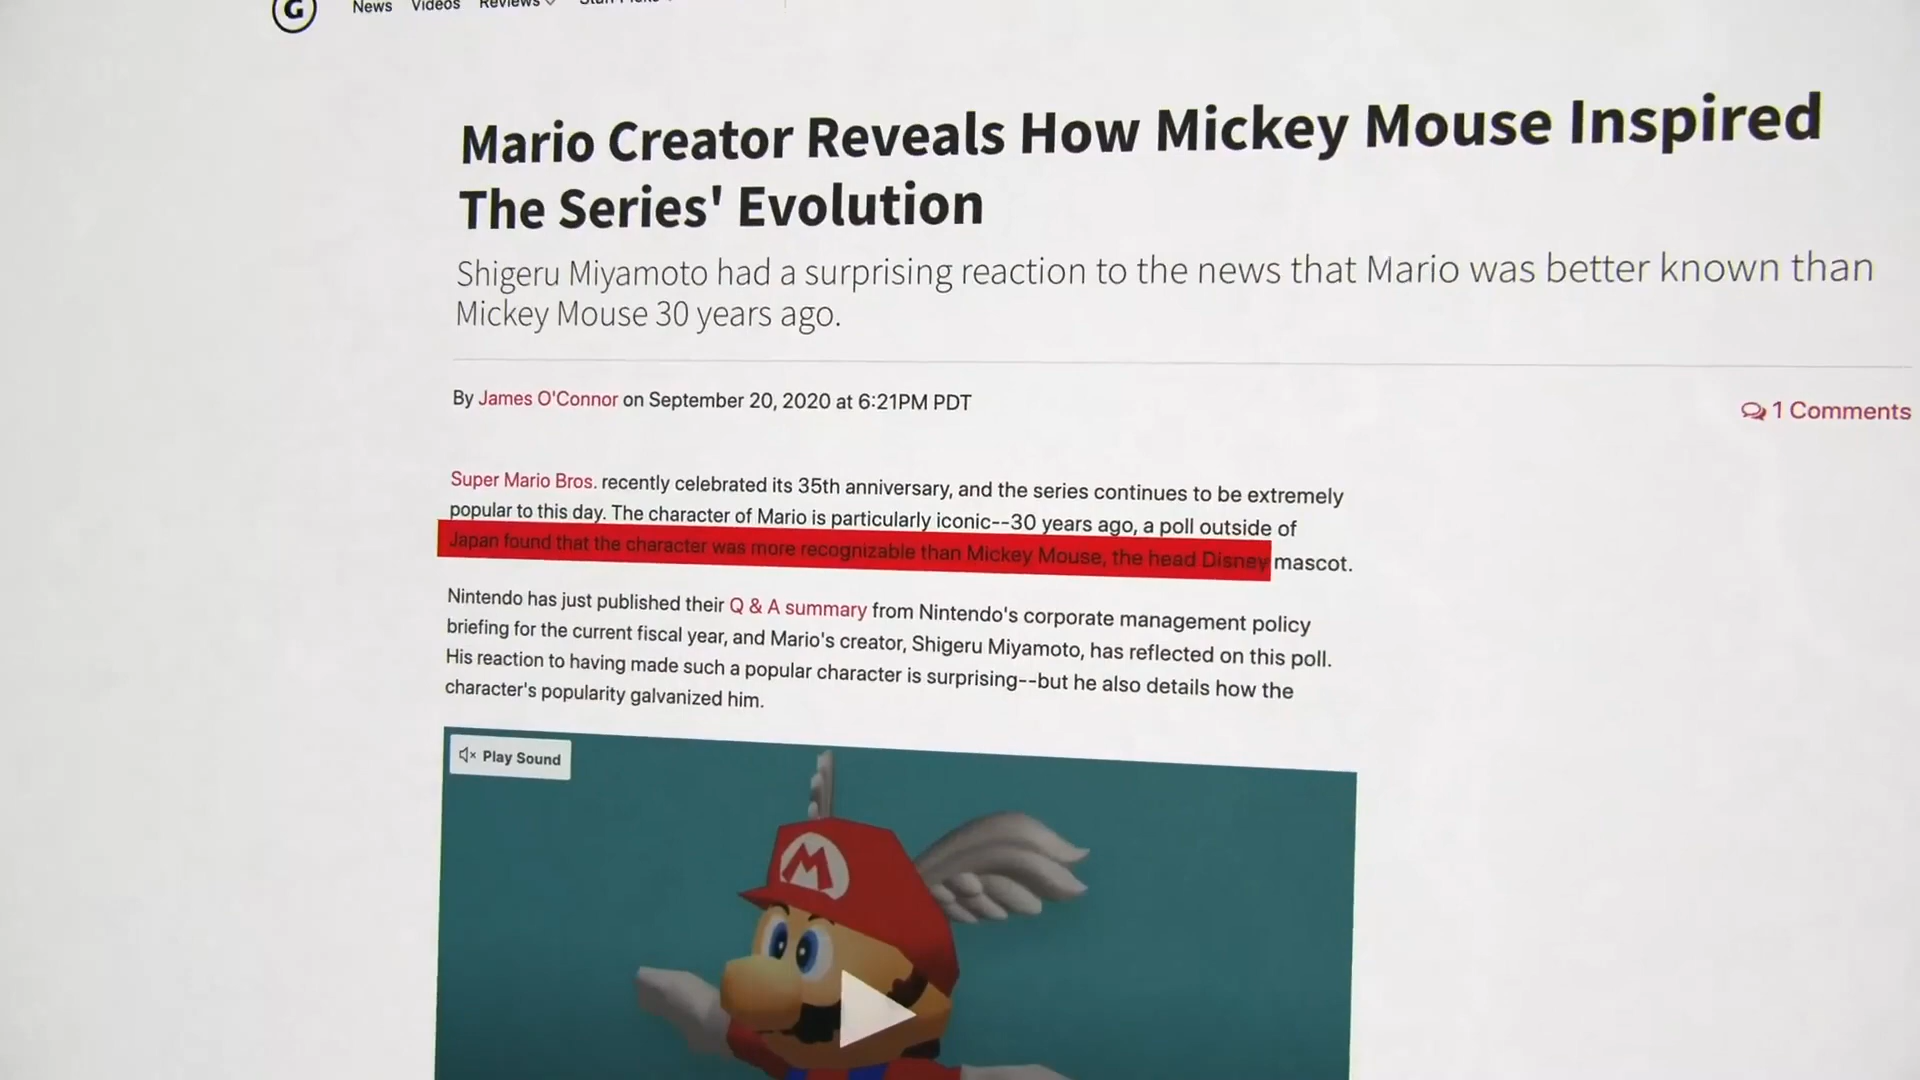 G
News Videos Reviews
Mario Creator Reveals How Mickey Mouse Inspired
The Series' Evolution
Shigeru Miyamoto had a surprising reaction to the news that Mario was better known than
Mickey Mouse 30 years ago.
By James O'Connor on September 20, 2020 at 6:21PM PDT
1 Comments
Super Mario Bros. recently celebrated its 35th anniversary, and the series continues to be extremely
popular to this day. The character of Mario is particularly iconic--30 years ago, a poll outside of
Japan found that the character was more recognizable than Mickey Mouse, the head Disney mascot.
Nintendo has just published their Q & A summary from Nintendo's corporate management policy
briefing for the current fiscal year, and Mario's creator, Shigeru Miyamoto, has reflected on this poll.
His reaction to having made such a popular character is surprising--but he also details how the
character's popularity galvanized him.
Play Sound
M